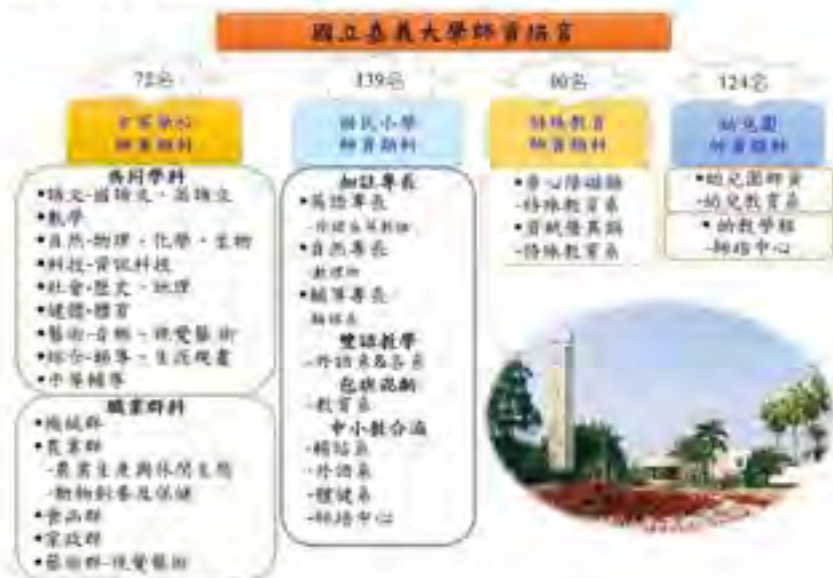 國立嘉義大學師資培育
72名
中等學校
師資類科
共同學科
▪語文-國語文、英語文
▪數學
▪自然-物理、化學、生物
▪科技-資訊科技
▪社會-歷史、地理
▪健體-體育
▪藝術-音樂、視覺藝術
▪綜合-輔導、生涯規畫
▪中等輔導
職業群科
▪機械群
▪農業群
-農業生產與休閒生態
-動物飼養及保健
▪食品群
▪家政群
▪藝術群-視覺藝術
139名
國民小學
師資類科
加註專長
▪英語專長
▪自然專長
-數理所
▪輔導專長
-輔諮系
雙語教學
-外語系及各系
包班
-教育系
中小教合流
-輔諮系
-外語系
-體健系
-師培中心
特殊教育
師資類科
▪身心障礙類
-特殊教育系
▪資賦優異類
-特殊教育系
124名
幼兒園
師資類科
▪幼兒園師資
-幼兒教育系
-師培中心